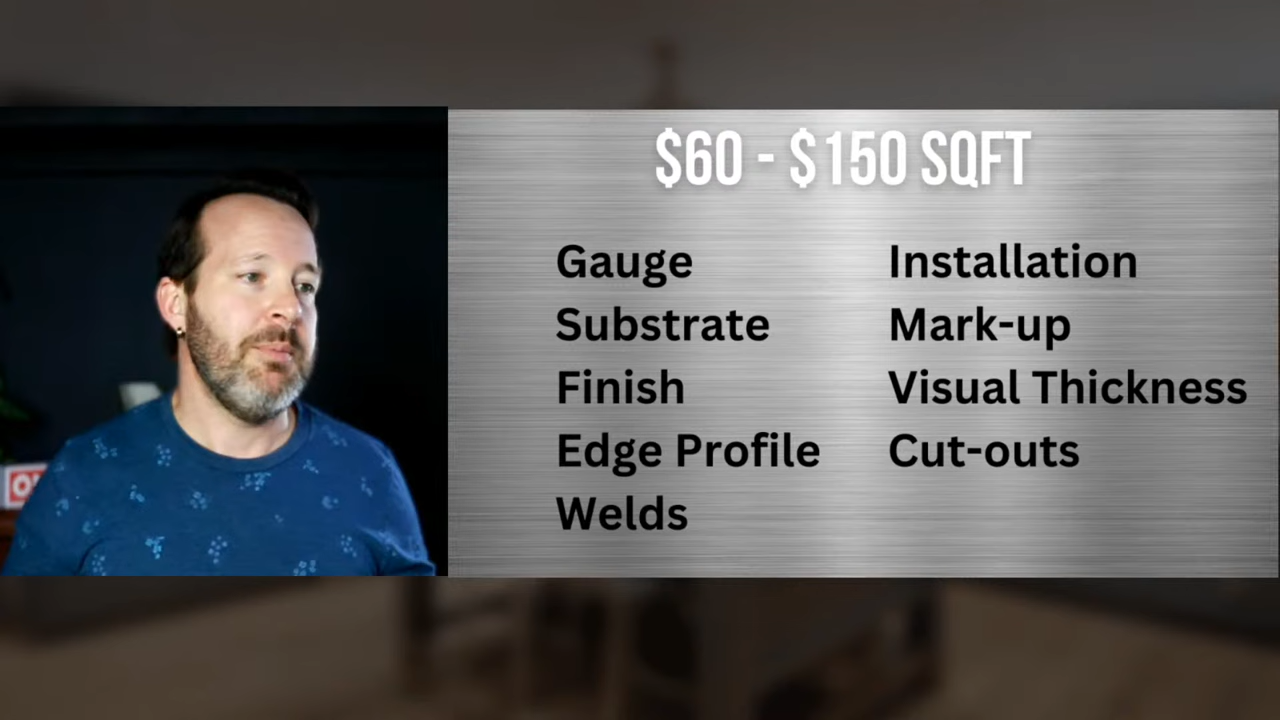 $60 - $150 SQFT
Gauge
Substrate
Finish
Edge Profile
Welds
Installation
Mark-up
Visual Thickness
Cut-outs